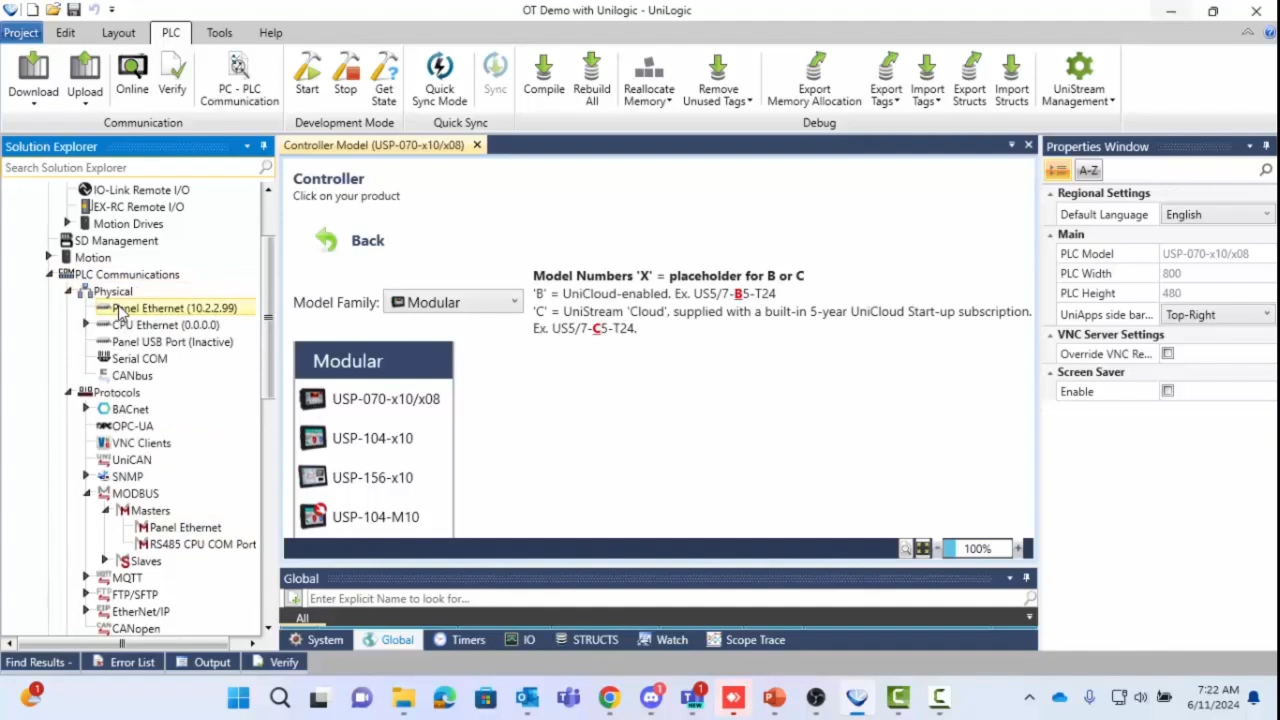 OT Demo with Unilogic - UniLogic
Project Edit Layout PLC Tools Help
Download Upload Online Verify PC - PLC Communication
Communication
Start Stop Get State
Development Mode
Quick Sync Mode Sync
Quick Sync
Compile Rebuild All Reallocate Memory Remove Unused Tags Export Memory Allocation Export Tags Import Tags Export Structs Import Structs UniStream Management
Debug
Solution Explorer
Search Solution Explorer
IO-Link Remote I/O
EX-RC Remote I/O
Motion Drives
SD Management
Motion
PLC Communications
Physical
Panel Ethernet (10.2.2.99)
CPU Ethernet (0.0.0.0)
Panel USB Port (Inactive)
Serial COM
CANbus
Protocols
BACnet
OPC-UA
VNC Clients
UniCAN
SNMP
MODBUS
Masters
Panel Ethernet
RS485 CPU COM Port
Slaves
MQTT
FTP/SFTP
EtherNet/IP
CANopen
Controller Model (USP-070-x10/x08)
Controller
Click on your product
Back
Model Family: Modular
Model Numbers 'X' = placeholder for B or C
'B' = UniCloud-enabled. Ex. US5/7-B5-T24
'C' = UniStream 'Cloud', supplied with a built-in 5-year UniCloud Start-up subscription.
Ex. US5/7-C5-T24.
Modular
USP-070-x10/x08
USP-104-x10
USP-156-x10
USP-104-M10
100%
Global
Enter Explicit Name to look for...
All
System Global Timers IO STRUCTS Watch Scope Trace
Properties Window
A-Z
Regional Settings
Default Language English
Main
PLC Model USP-070-x10/x08
PLC Width 800
PLC Height 480
UniApps side bar... Top-Right
VNC Server Settings
Override VNC Re...
Screen Saver
Enable
Find Results - Error List Output Verify
1
1
NEW
7:22 AM
6/11/2024